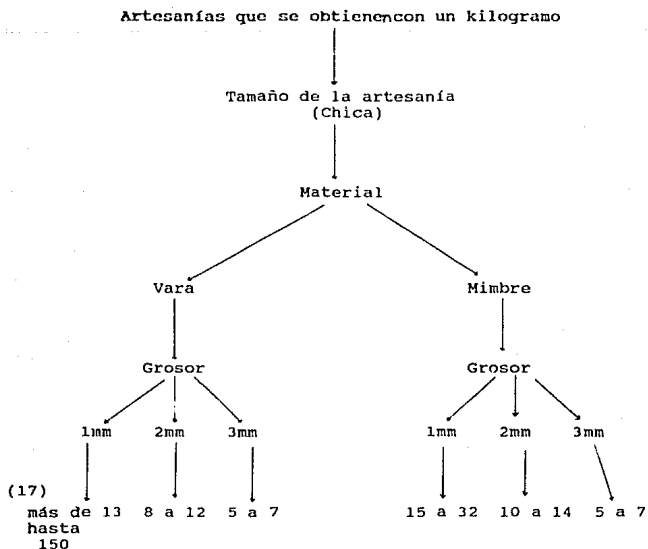 Artesanías que se obtienencon un kilogramo
Tamaño de la artesanía
(Chica)
Material
Vara Mimbre
Grosor Grosor
1mm 2mm 3mm 1mm 2mm 3mm
(17)
más de 13 8 a 12 5 a 7 15 a 32 10 a 14 5 a 7
hasta
150